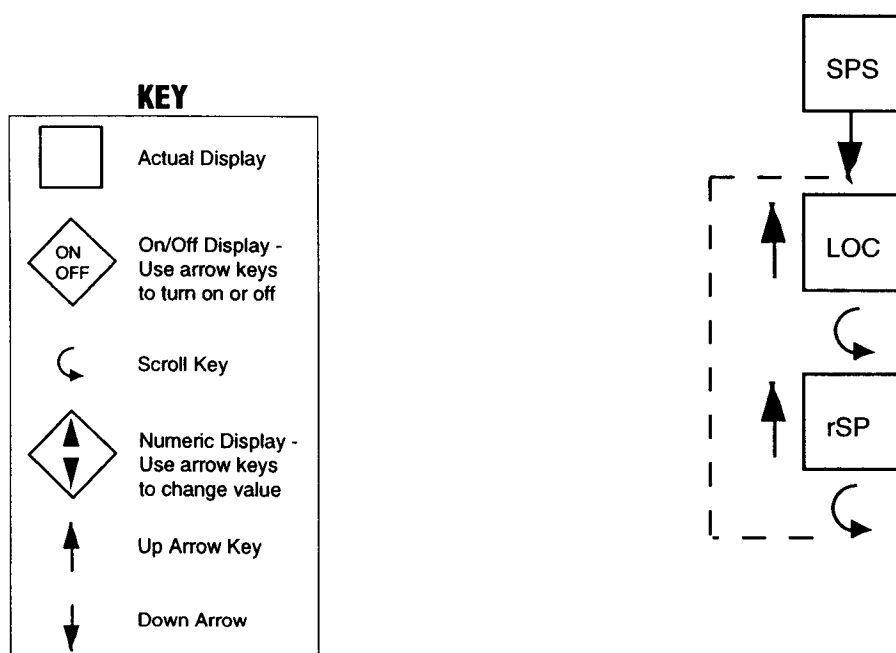 KEY
Actual Display
ON
OFF
On/Off Display -
Use arrow keys
to turn on or off
Scroll Key
Numeric Display -
Use arrow keys
to change value
Up Arrow Key
Down Arrow
SPS
LOC
rSP